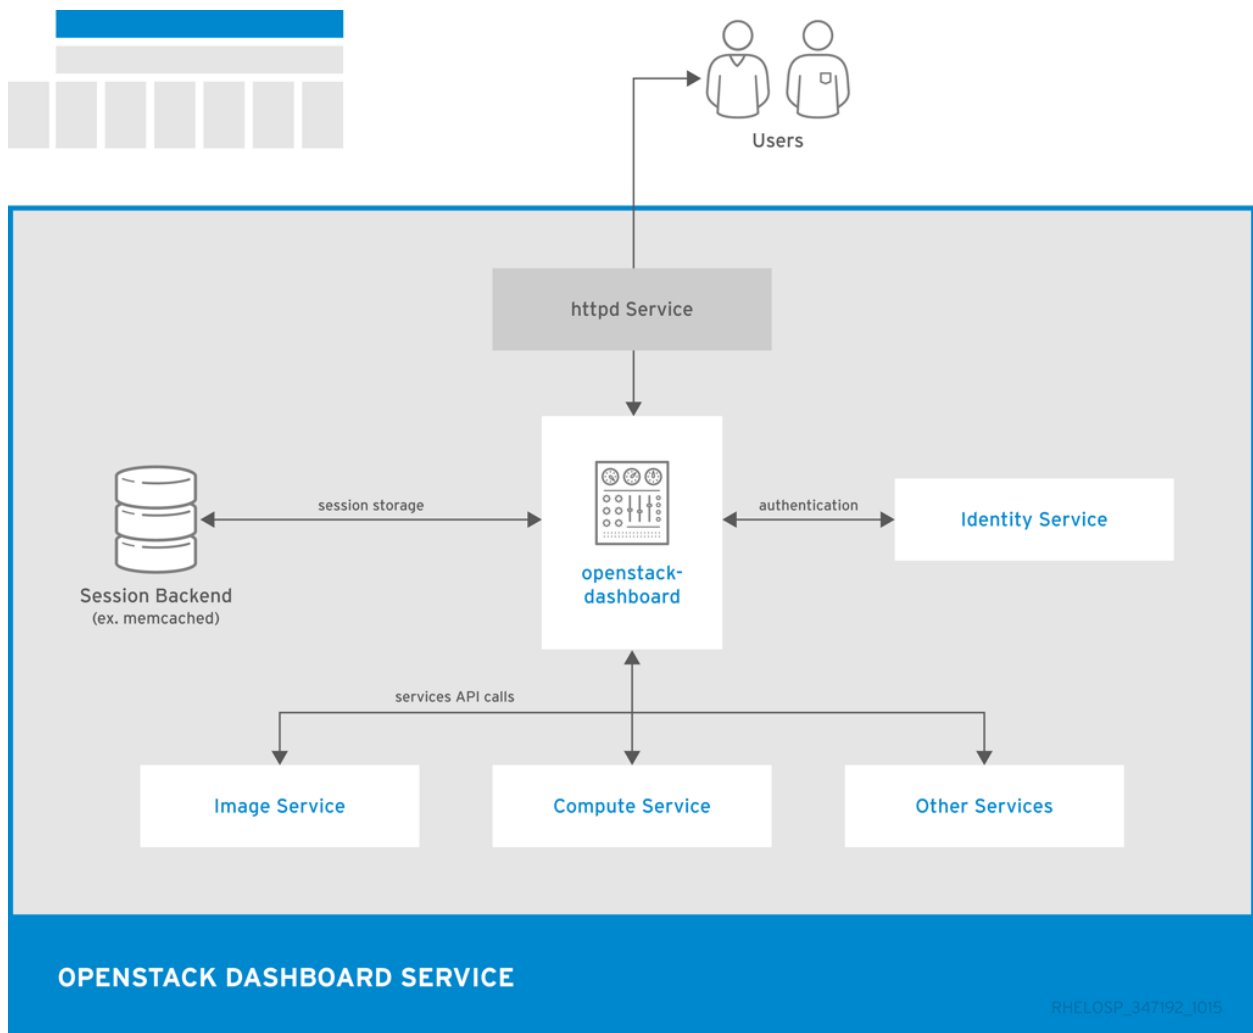 Users
httpd Service
session storage
authentication
Identity Service
openstack-
dashboard
Session Backend
(ex. memcached)
services API calls
Image Service
Compute Service
Other Services
OPENSTACK DASHBOARD SERVICE
RHELOSP_347192_1015